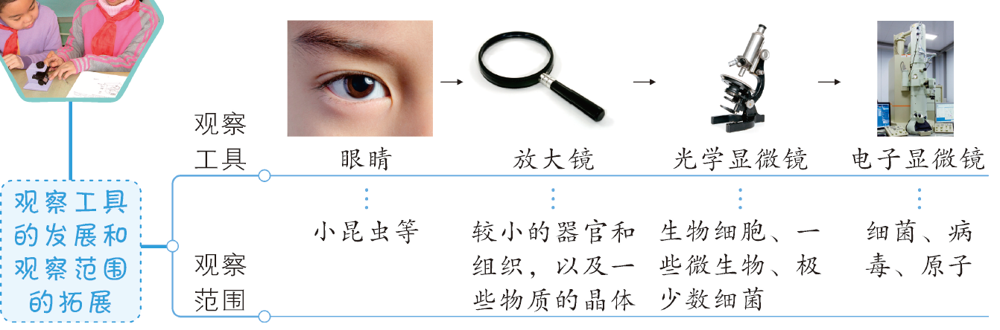 观察工具
的发展和
观察范围
的拓展
观察
工具
眼睛
放大镜
光学显微镜
电子显微镜
观察
范围
小昆虫等
较小的器官和
组织，以及一
些物质的晶体
生物细胞、一
些微生物、极
少数细菌
细菌、病
毒、原子